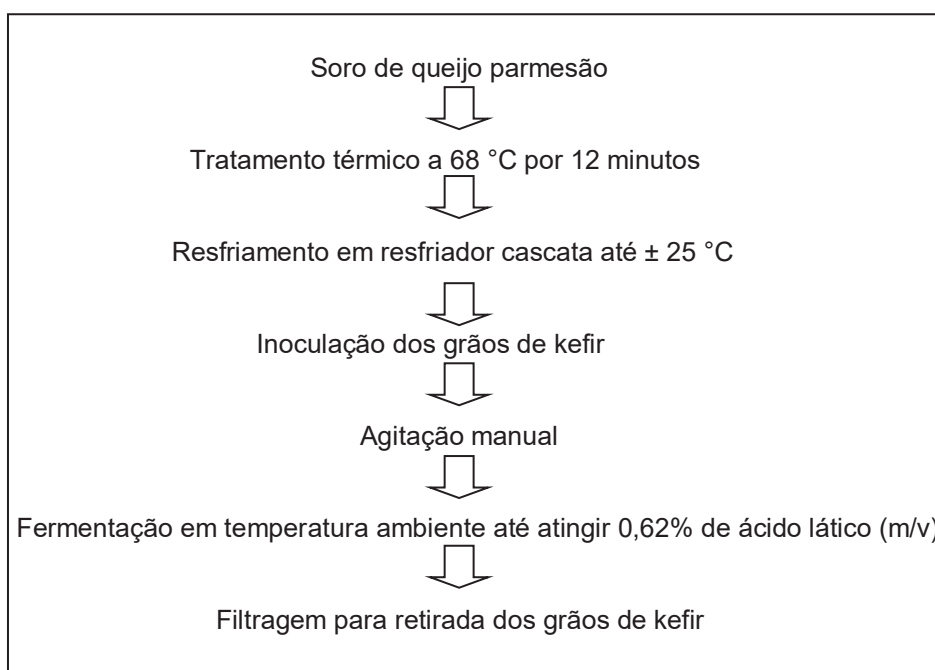 Soro de queijo parmesão
Tratamento térmico a 68 °C por 12 minutos
Resfriamento em resfriador cascata até ± 25 °C
Inoculação dos grãos de kefir
Agitação manual
Fermentação em temperatura ambiente até atingir 0,62% de ácido lático (m/v)
Filtragem para retirada dos grãos de kefir